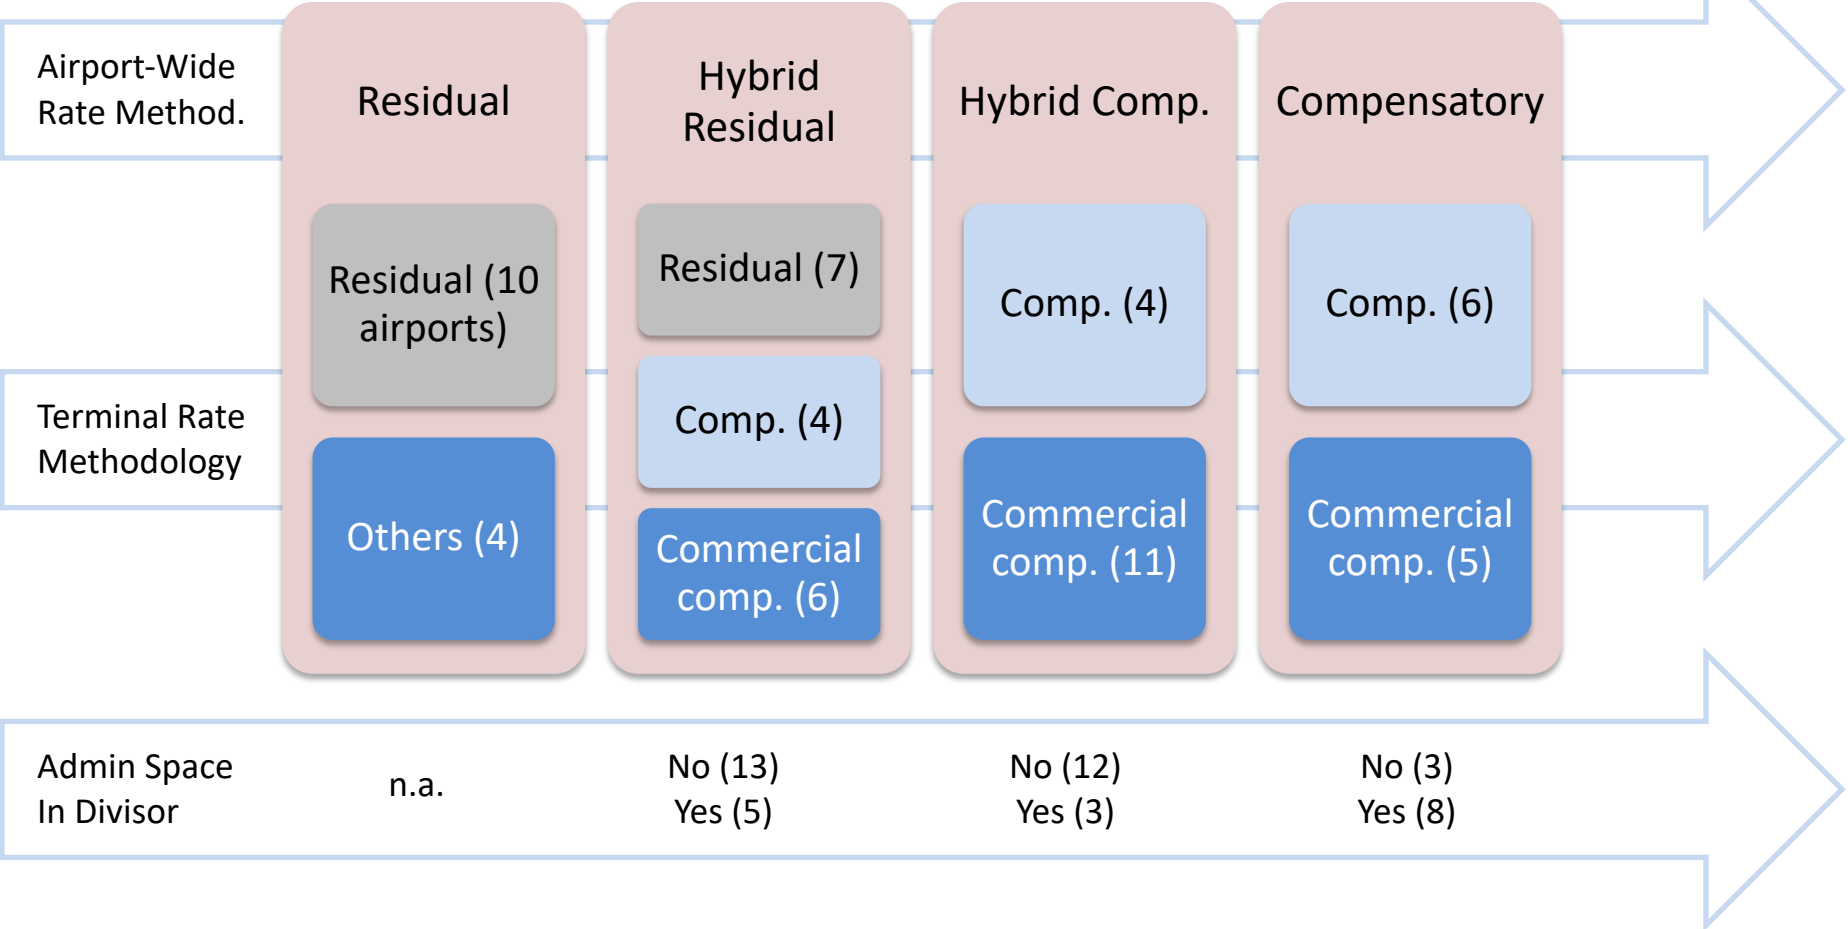 Airport-Wide
Rate Method.
Residual
Hybrid
Residual
Hybrid Comp.
Compensatory
Terminal Rate
Methodology
Residual (10
airports)
Others (4)
Residual (7)
Comp. (4)
Commercial
comp. (6)
Comp. (4)
Commercial
comp. (11)
Comp. (6)
Commercial
comp. (5)
Admin Space
In Divisor
n.a.
No (13)
Yes (5)
No (12)
Yes (3)
No (3)
Yes (8)